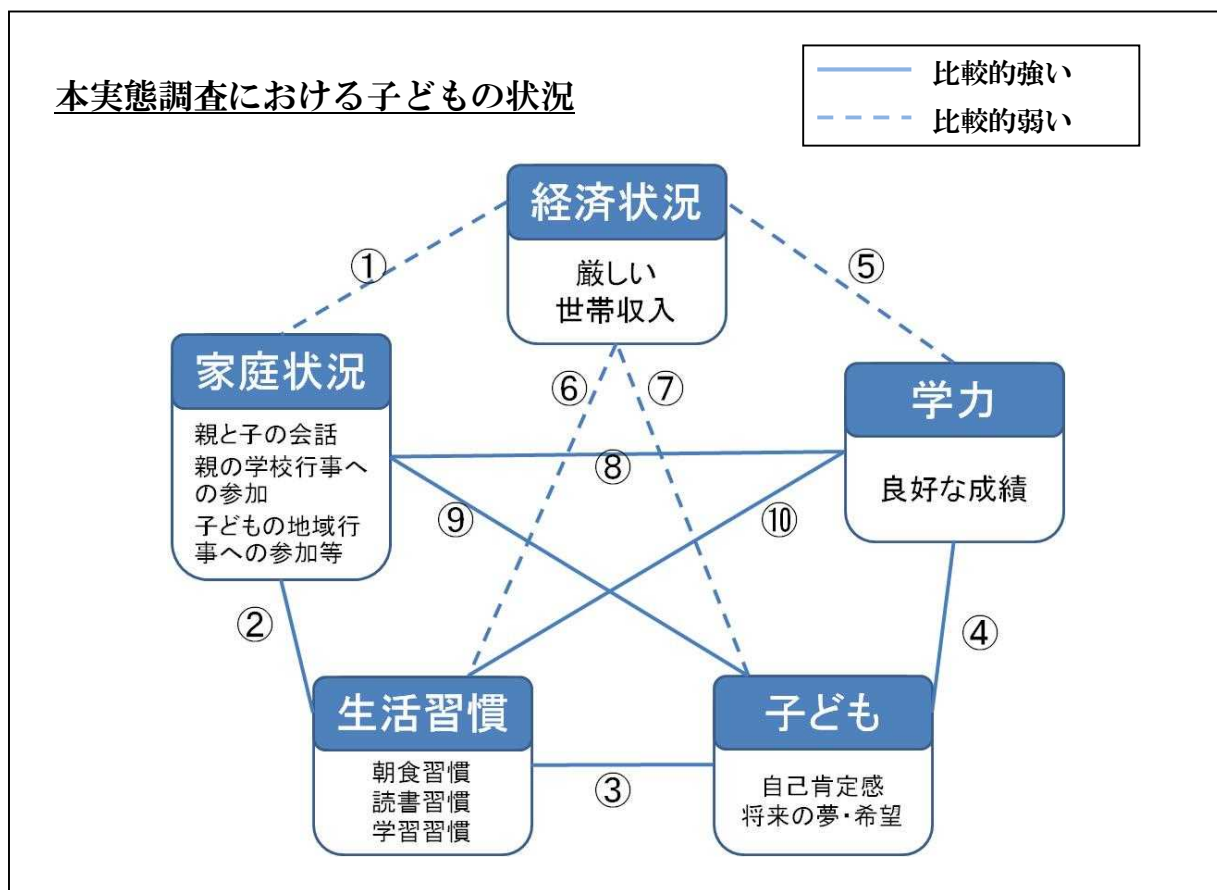 本実態調査における子どもの状況
比較的強い
比較的弱い
経済状況
厳しい
世帯収入
①
⑤
家庭状況
親と子の会話
親の学校行事へ
の参加
子どもの地域行
事への参加等
⑥
⑦
学力
良好な成績
⑧
⑨
⑩
②
④
生活習慣
朝食習慣
読書習慣
学習習慣
③
子ども
自己肯定感
将来の夢・希望